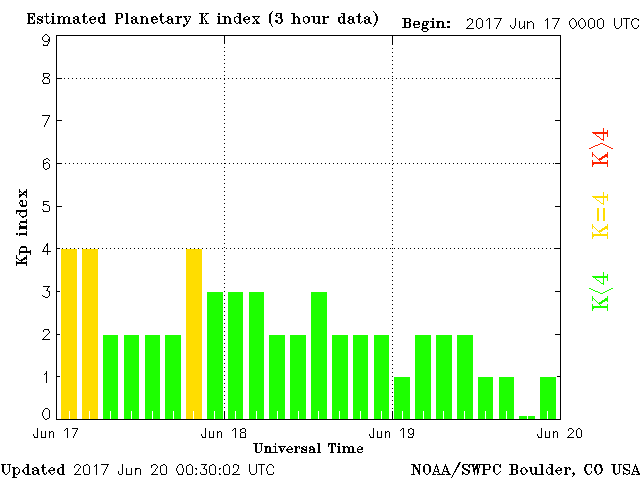 Estimated Planetary K index (3 hour data) Begin: 2017 Jun 17 0000 UTC
9
8
7
6
5
4
3
2
1
0
Kp index
K>4
K=4
K<4
Jun 17 Jun 18 Jun 19 Jun 20
Universal Time
Updated 2017 Jun 20 00:30:02 UTC NOAA/SWPC Boulder, CO USA